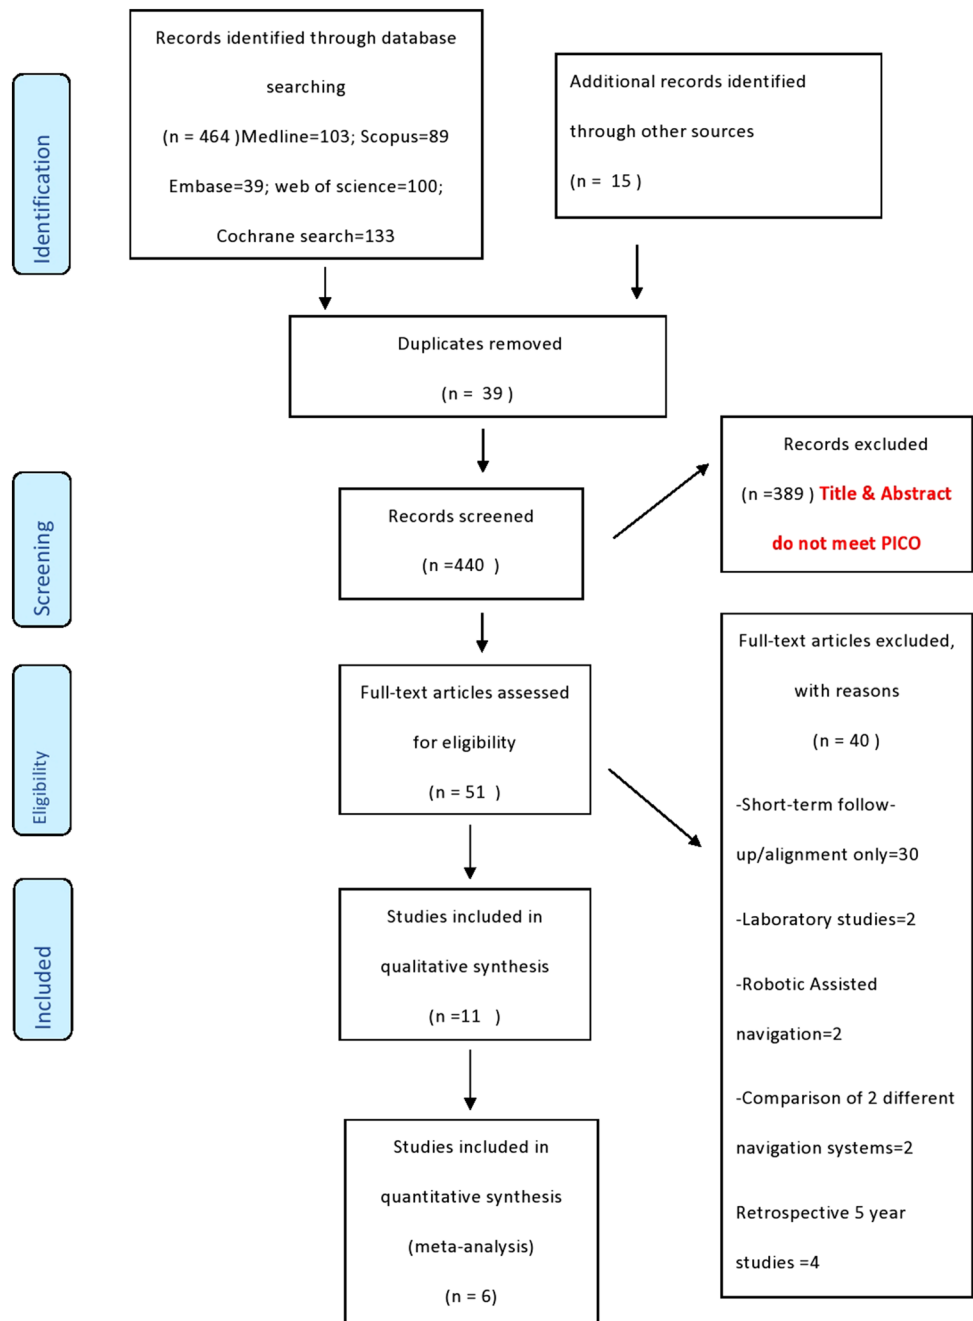 Identification
Records identified through database
searching
(n = 464 )Medline=103; Scopus=89
Embase=39; web of science=100;
Cochrane search=133
Additional records identified
through other sources
(n =  15 )
Duplicates removed
(n =  39 )
Screening
Records screened
(n =440  )
Records excluded
(n =389 ) Title & Abstract
do not meet PICO
Eligibility
Full-text articles assessed
for eligibility
(n = 51  )
Full-text articles excluded,
with reasons
(n = 40 )
-Short-term follow-
up/alignment only=30
-Laboratory studies=2
-Robotic Assisted
navigation=2
-Comparison of 2 different
navigation systems=2
Retrospective 5 year
studies =4
Included
Studies included in
qualitative synthesis
(n =11  )
Studies included in
quantitative synthesis
(meta-analysis)
(n = 6)